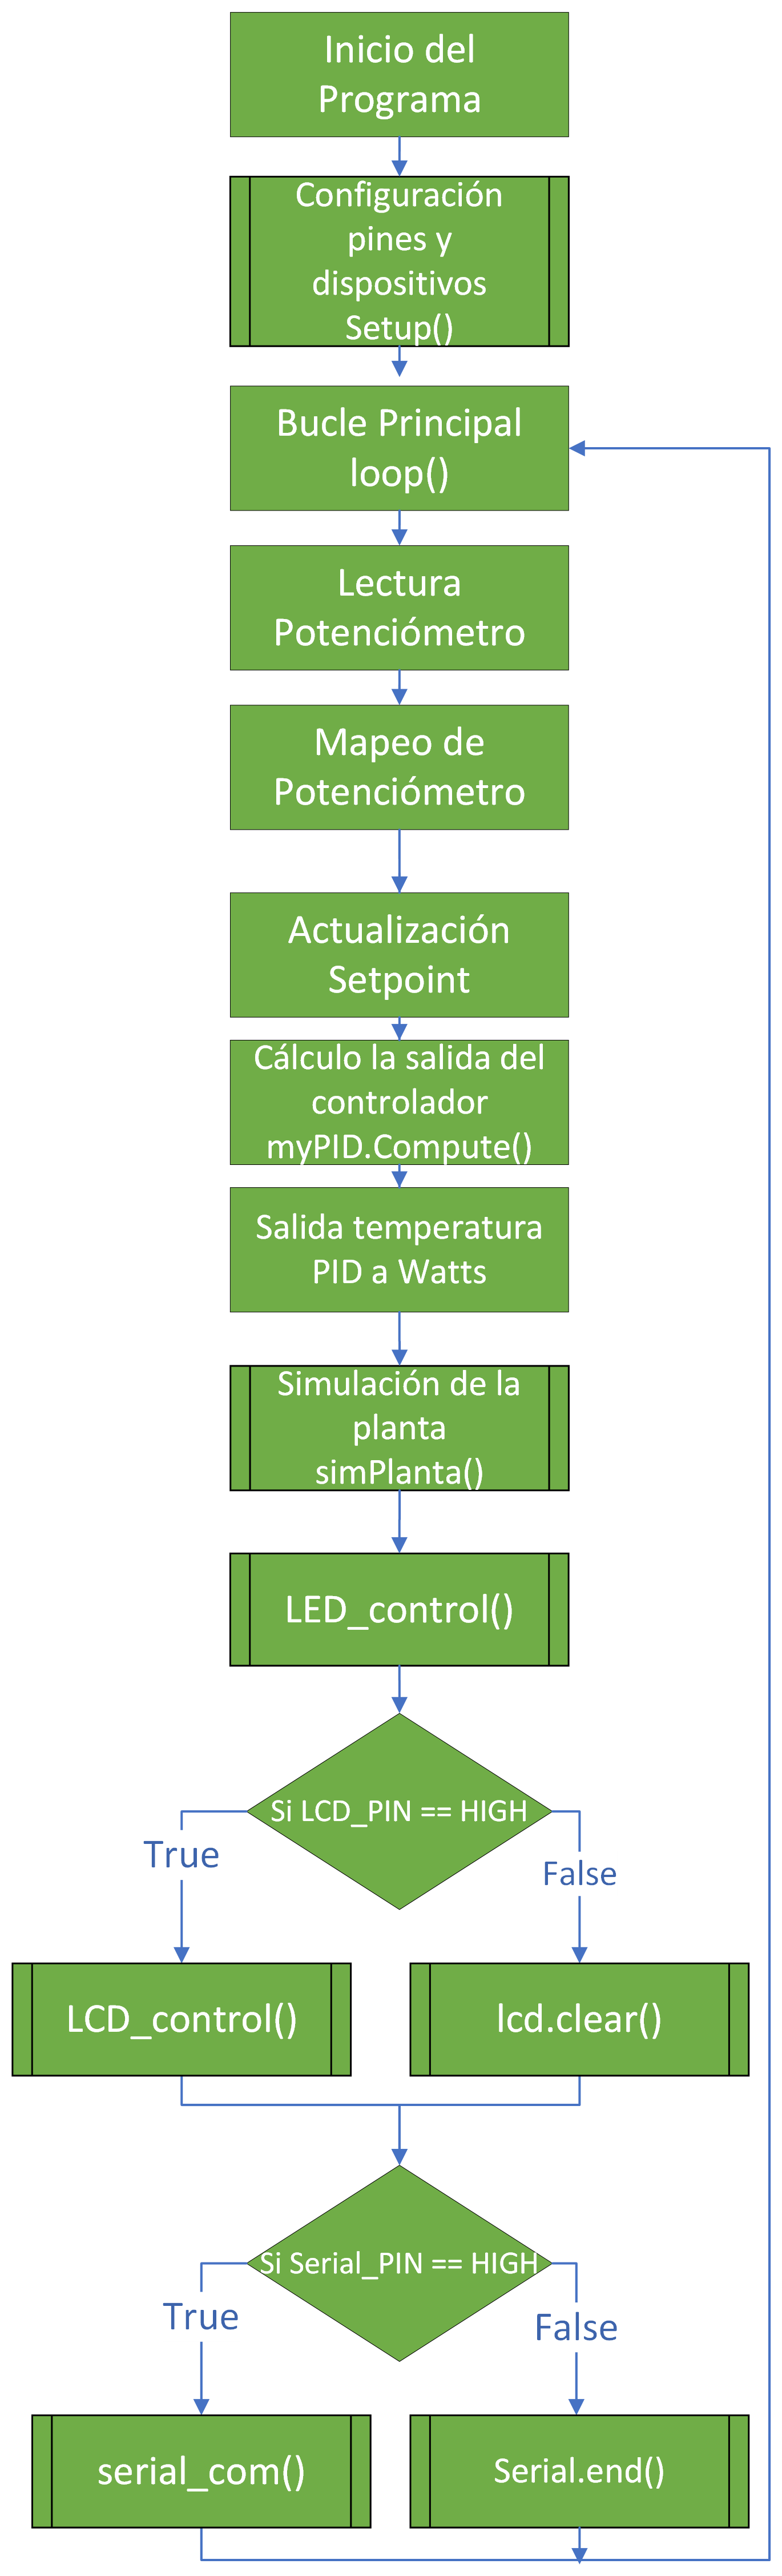 Inicio del
Programa
Configuración
pines y
dispositivos
Setup()
Bucle Principal
loop()
Lectura
Potenciómetro
Mapeo de
Potenciómetro
Actualización
Setpoint
Cálculo la salida del
controlador
myPID.Compute()
Salida temperatura
PID a Watts
Simulación de la
planta
simPlanta()
LED_control()
Si LCD_PIN == HIGH
True
False
LCD_control()
lcd.clear()
Si Serial_PIN == HIGH
True
False
serial_com()
Serial.end()